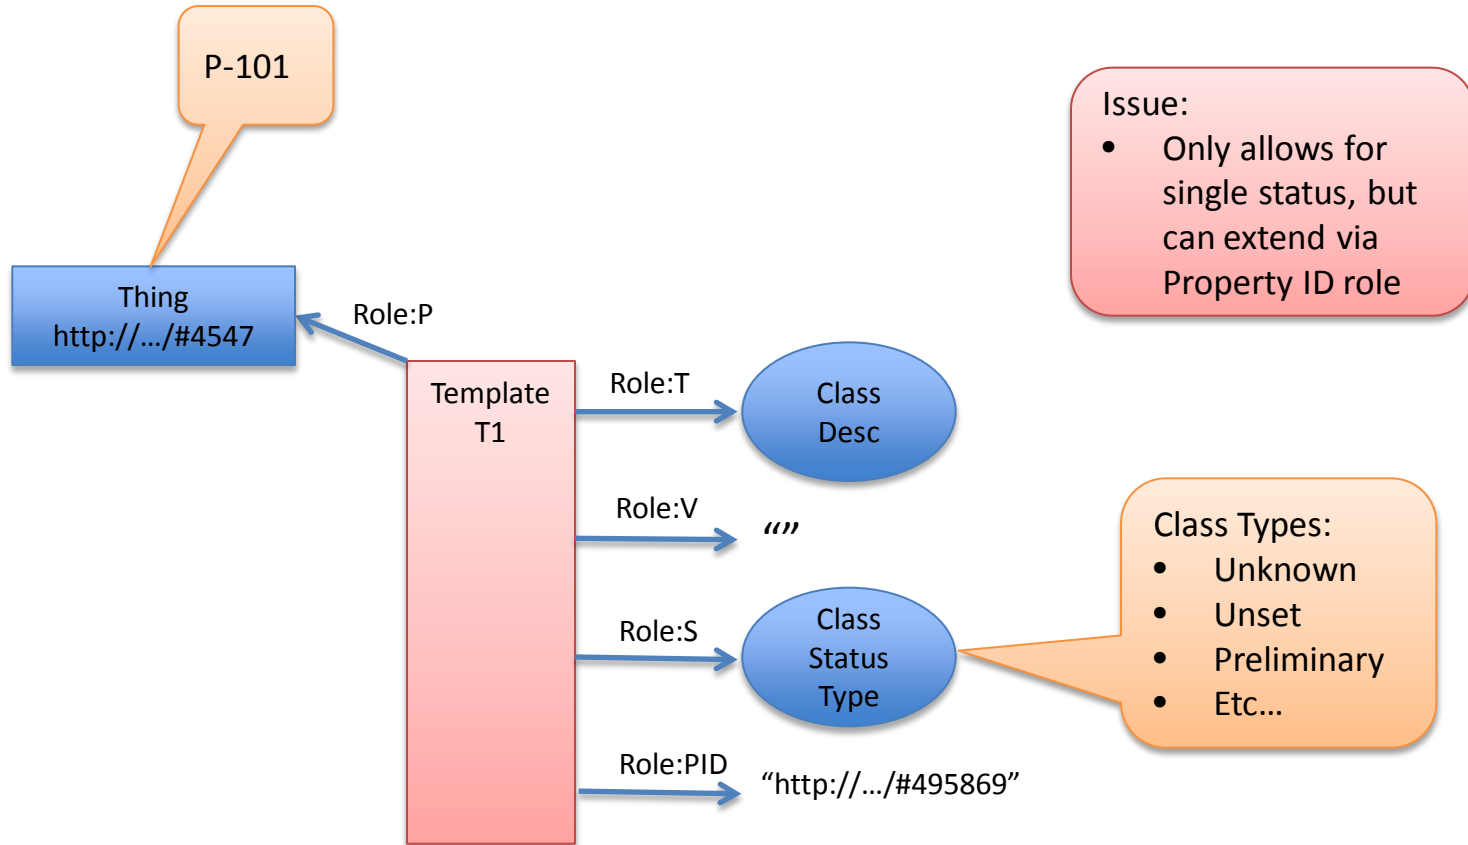 P-101
Issue:
• Only allows for
single status, but
can extend via
Property ID role
Thing
http://.../#4547
Role:P
Template
T1
Role:T
Class
Desc
Role:V
“”
Role:S
Class
Status
Type
Class Types:
• Unknown
• Unset
• Preliminary
• Etc...
Role:PID
“http://.../#495869”